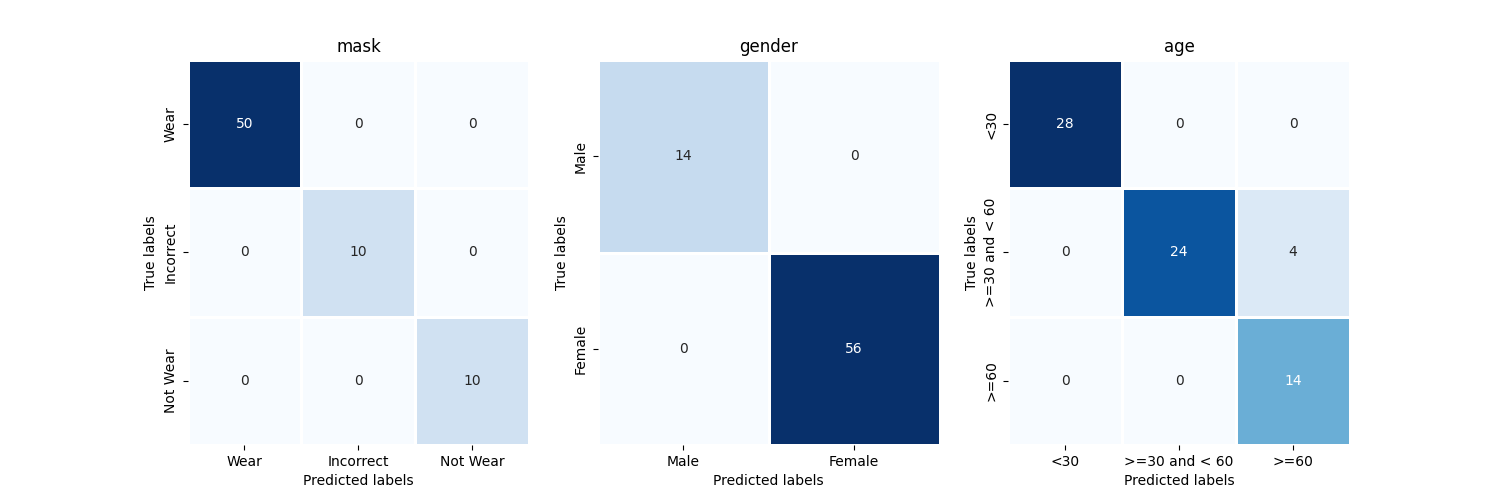 mask
True labels
Wear
Incorrect
Not Wear
50 0 0
0 10 0
0 0 10
Wear Incorrect Not Wear
Predicted labels
gender
True labels
Male
Female
14 0
0 56
Male Female
Predicted labels
age
True labels
<30
>=30 and < 60
>=60
28 0 0
0 24 4
0 0 14
<30 >=30 and < 60 >=60
Predicted labels